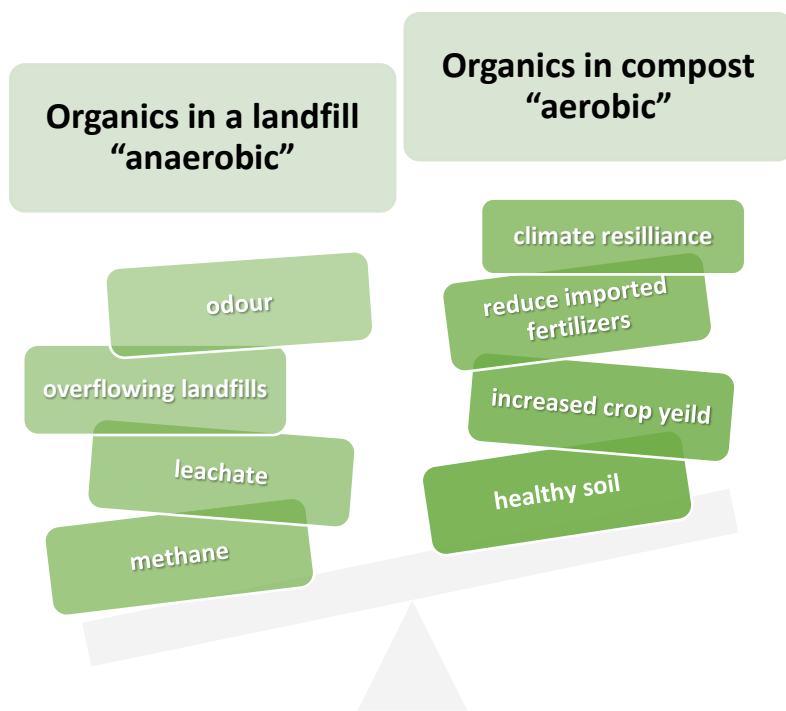 Organics in a landfill
“anaerobic”
odour
overflowing landfills
leachate
methane
Organics in compost
“aerobic”
climate resilliance
reduce imported
fertilizers
increased crop yeild
healthy soil